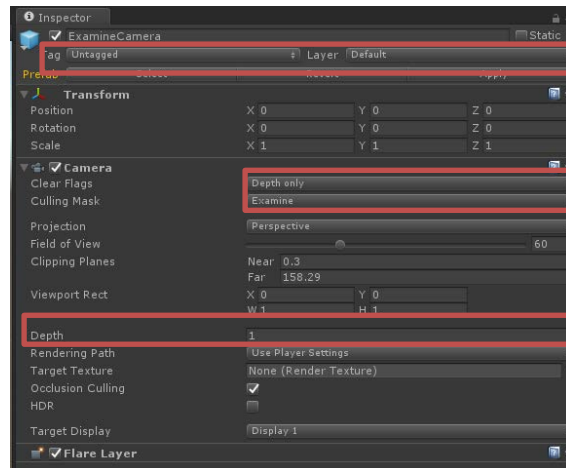 Inspector
ExamineCamera Static
Tag Untagged Layer Default
Prefab Select Revert Apply
Transform
Position X 0 Y 0 Z 0
Rotation X 0 Y 0 Z 0
Scale X 1 Y 1 Z 1
Camera
Clear Flags Depth only
Culling Mask Examine
Projection Perspective
Field of View 60
Clipping Planes Near 0.3
Far 158.29
Viewport Rect X 0 Y 0
W 1 H 1
Depth 1
Rendering Path Use Player Settings
Target Texture None (Render Texture)
Occlusion Culling
HDR
Target Display Display 1
Flare Layer